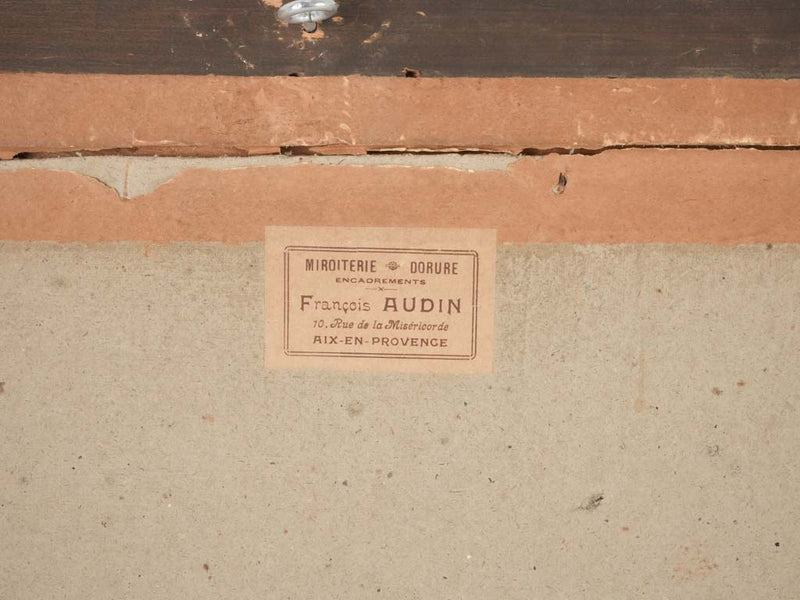 MIROITERIE DORURE
ENCADREMENTS
François AUDIN
10, Rue de la Miséricorde
AIX-EN-PROVENCE